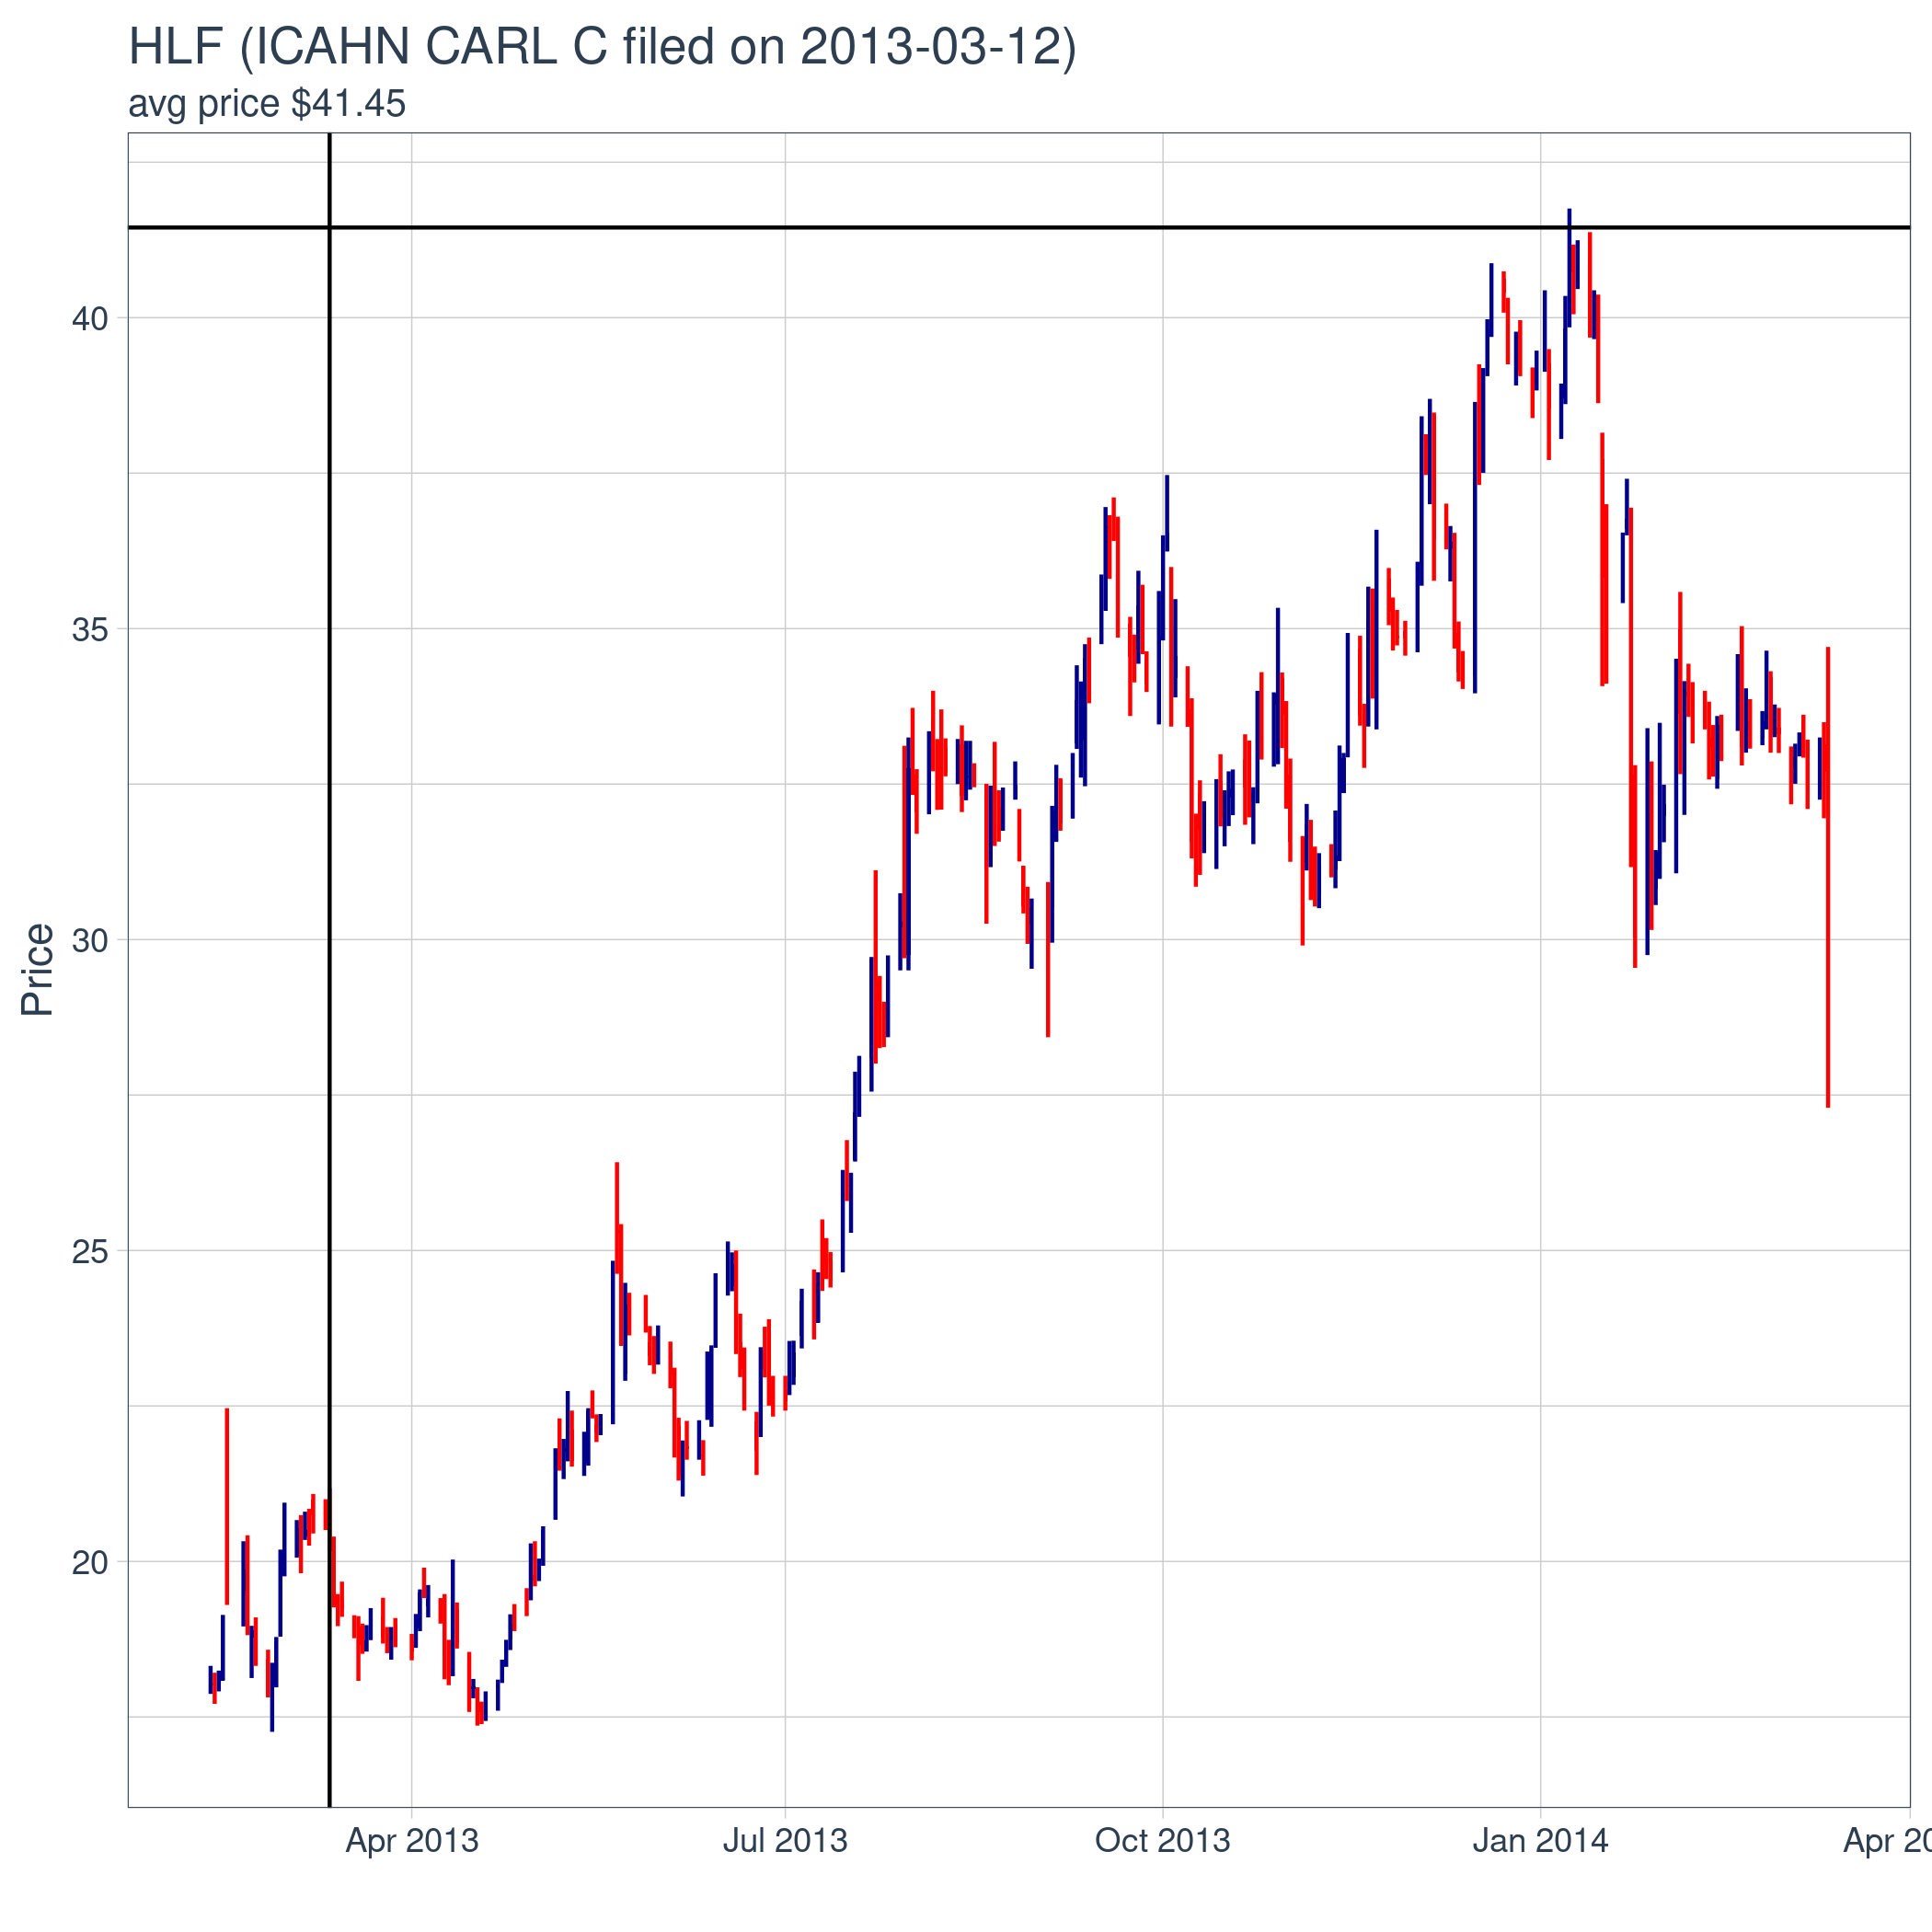 HLF (ICAHN CARL C filed on 2013-03-12)
avg price $41.45
Price
40
35
30
25
20
Apr 2013
Jul 2013
Oct 2013
Jan 2014
Apr 20